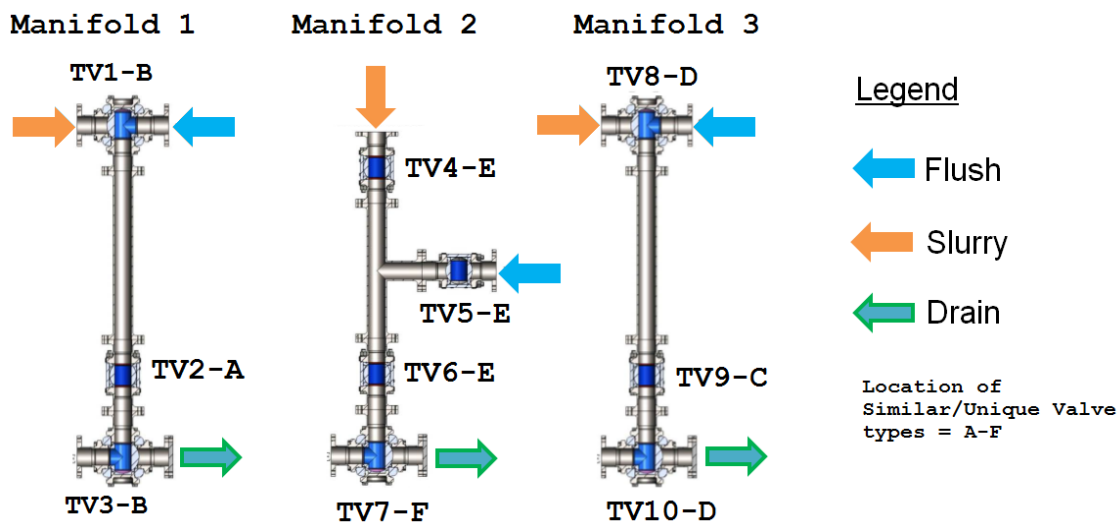 Manifold 1
Manifold 2
Manifold 3
TV1-B
TV8-D
Legend
TV4-E
Flush
Slurry
TV5-E
Drain
TV2-A
TV6-E
TV9-C
Location of
Similar/Unique Valve
types = A-F
TV3-B
TV7-F
TV10-D